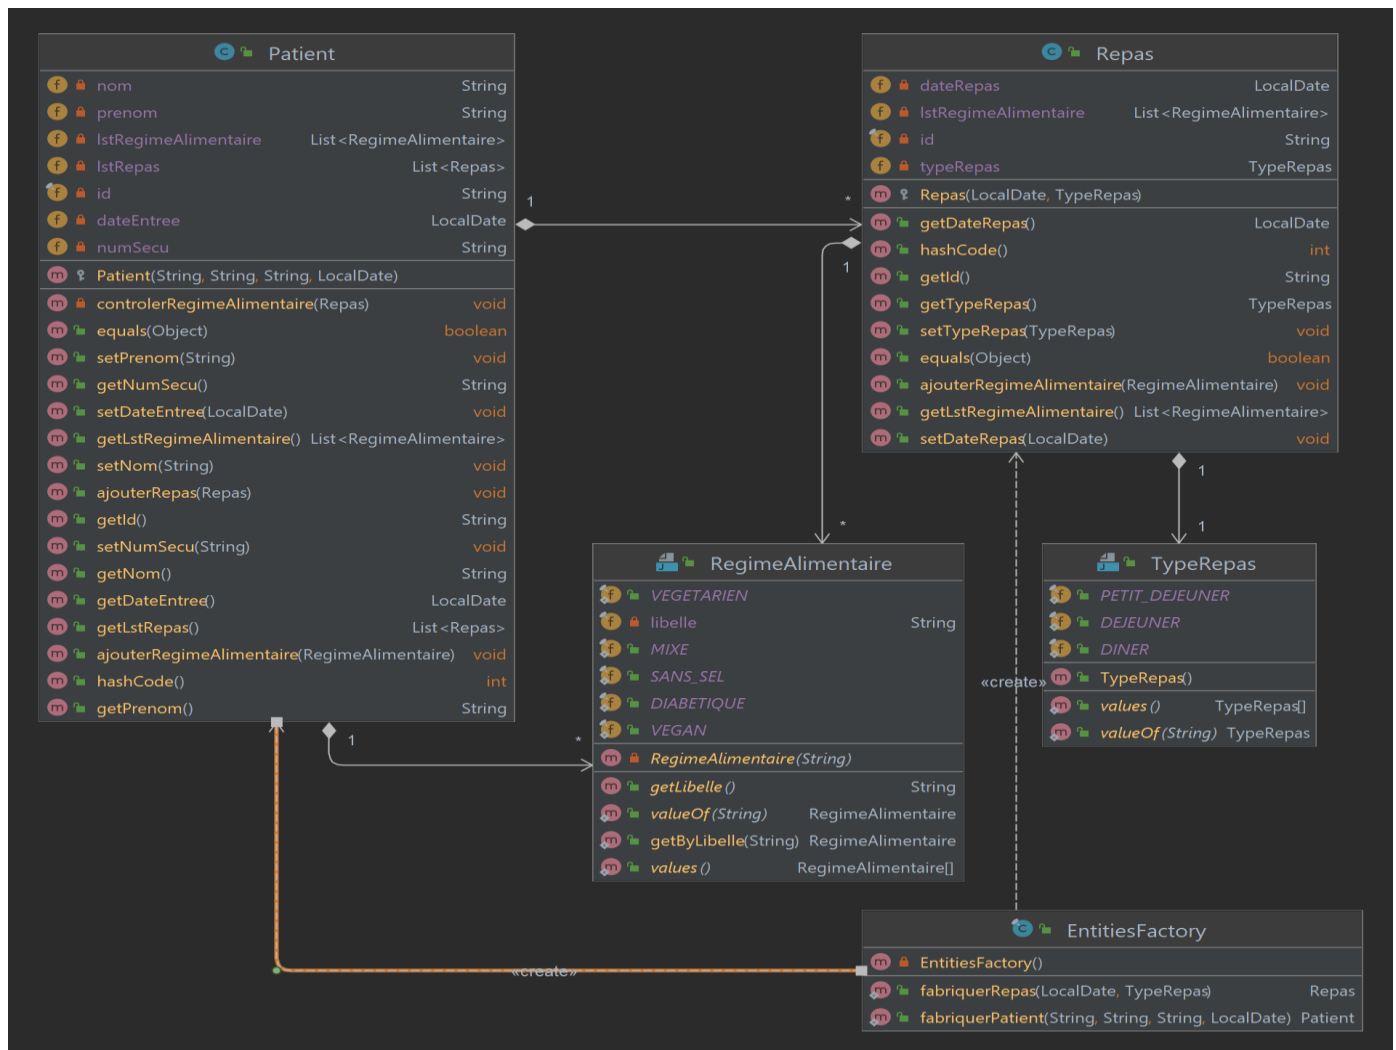 Patient
nom String
prenom String
lstRegimeAlimentaire List<RegimeAlimentaire>
lstRepas List<Repas>
id String
dateEntree LocalDate
numSecu String
Patient(String, String, String, LocalDate)
controlerRegimeAlimentaire(Repas) void
equals(Object) boolean
setPrenom(String) void
getNumSecu() String
setDateEntree(LocalDate) void
getLstRegimeAlimentaire() List<RegimeAlimentaire>
setNom(String) void
ajouterRepas(Repas) void
getId() String
setNumSecu(String) void
getNom() String
getDateEntree() LocalDate
getLstRepas() List<Repas>
ajouterRegimeAlimentaire(RegimeAlimentaire) void
hashCode() int
getPrenom() String
1
*
Repas
dateRepas LocalDate
lstRegimeAlimentaire List<RegimeAlimentaire>
id String
typeRepas TypeRepas
Repas(LocalDate, TypeRepas)
getDateRepas() LocalDate
hashCode() int
getId() String
getTypeRepas() TypeRepas
setTypeRepas(TypeRepas) void
equals(Object) boolean
ajouterRegimeAlimentaire(RegimeAlimentaire) void
getLstRegimeAlimentaire() List<RegimeAlimentaire>
setDateRepas(LocalDate) void
1
*
1
1
1
*
RegimeAlimentaire
VEGETARIEN
libelle String
MIXE
SANS_SEL
DIABETIQUE
VEGAN
RegimeAlimentaire(String)
getLibelle() String
valueOf(String) RegimeAlimentaire
getByLibelle(String) RegimeAlimentaire
values() RegimeAlimentaire[]
TypeRepas
PETIT_DEJEUNER
DEJEUNER
DINER
TypeRepas()
values() TypeRepas[]
valueOf(String) TypeRepas
«create»
«create»
EntitiesFactory
EntitiesFactory()
fabriquerRepas(LocalDate, TypeRepas) Repas
fabriquerPatient(String, String, String, LocalDate) Patient